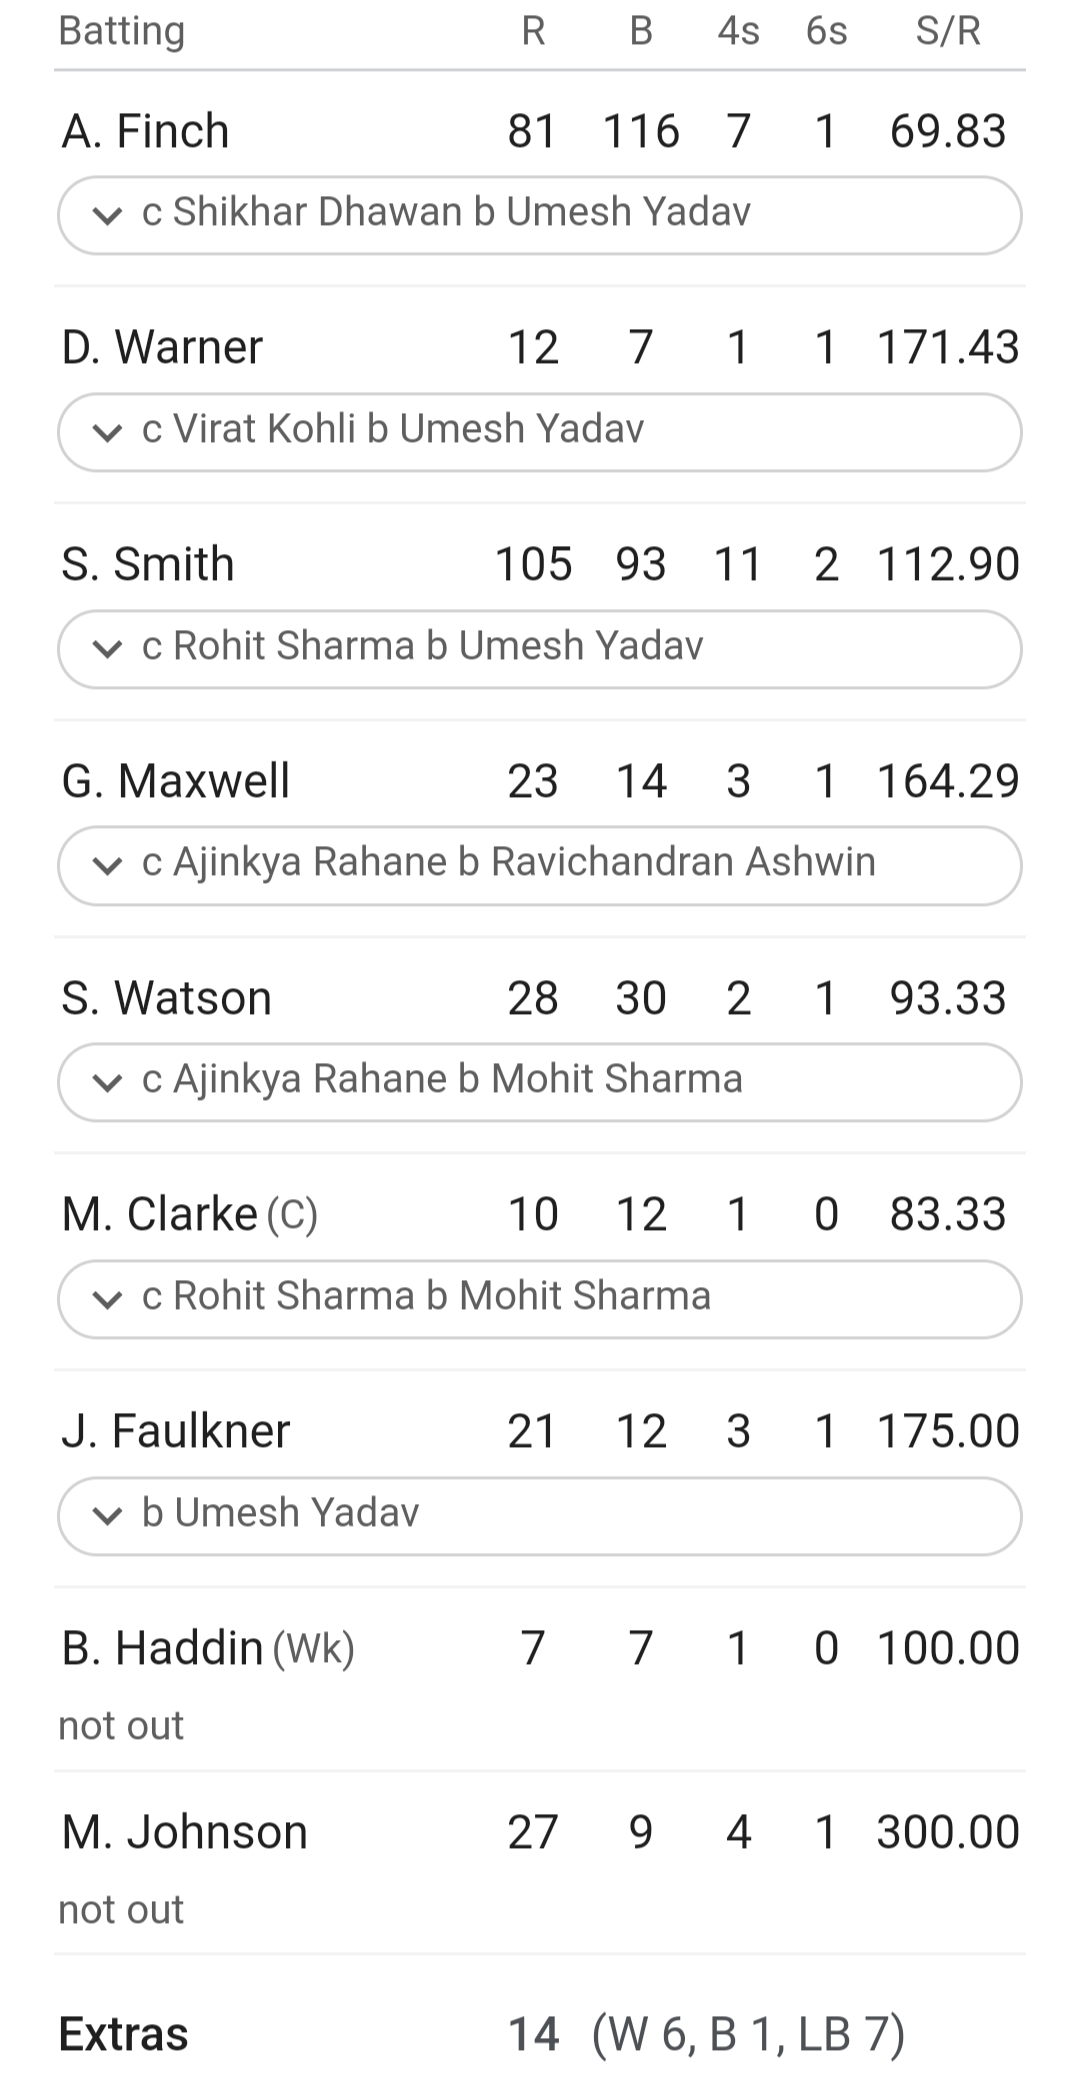 Batting R B 4s 6s S/R
A. Finch 81 116 7 1 69.83
c Shikhar Dhawan b Umesh Yadav
D. Warner 12 7 1 1 171.43
c Virat Kohli b Umesh Yadav
S. Smith 105 93 11 2 112.90
c Rohit Sharma b Umesh Yadav
G. Maxwell 23 14 3 1 164.29
c Ajinkya Rahane b Ravichandran Ashwin
S. Watson 28 30 2 1 93.33
c Ajinkya Rahane b Mohit Sharma
M. Clarke (C) 10 12 1 0 83.33
c Rohit Sharma b Mohit Sharma
J. Faulkner 21 12 3 1 175.00
b Umesh Yadav
B. Haddin (Wk) 7 7 1 0 100.00
not out
M. Johnson 27 9 4 1 300.00
not out
Extras 14 (W 6, B 1, LB 7)